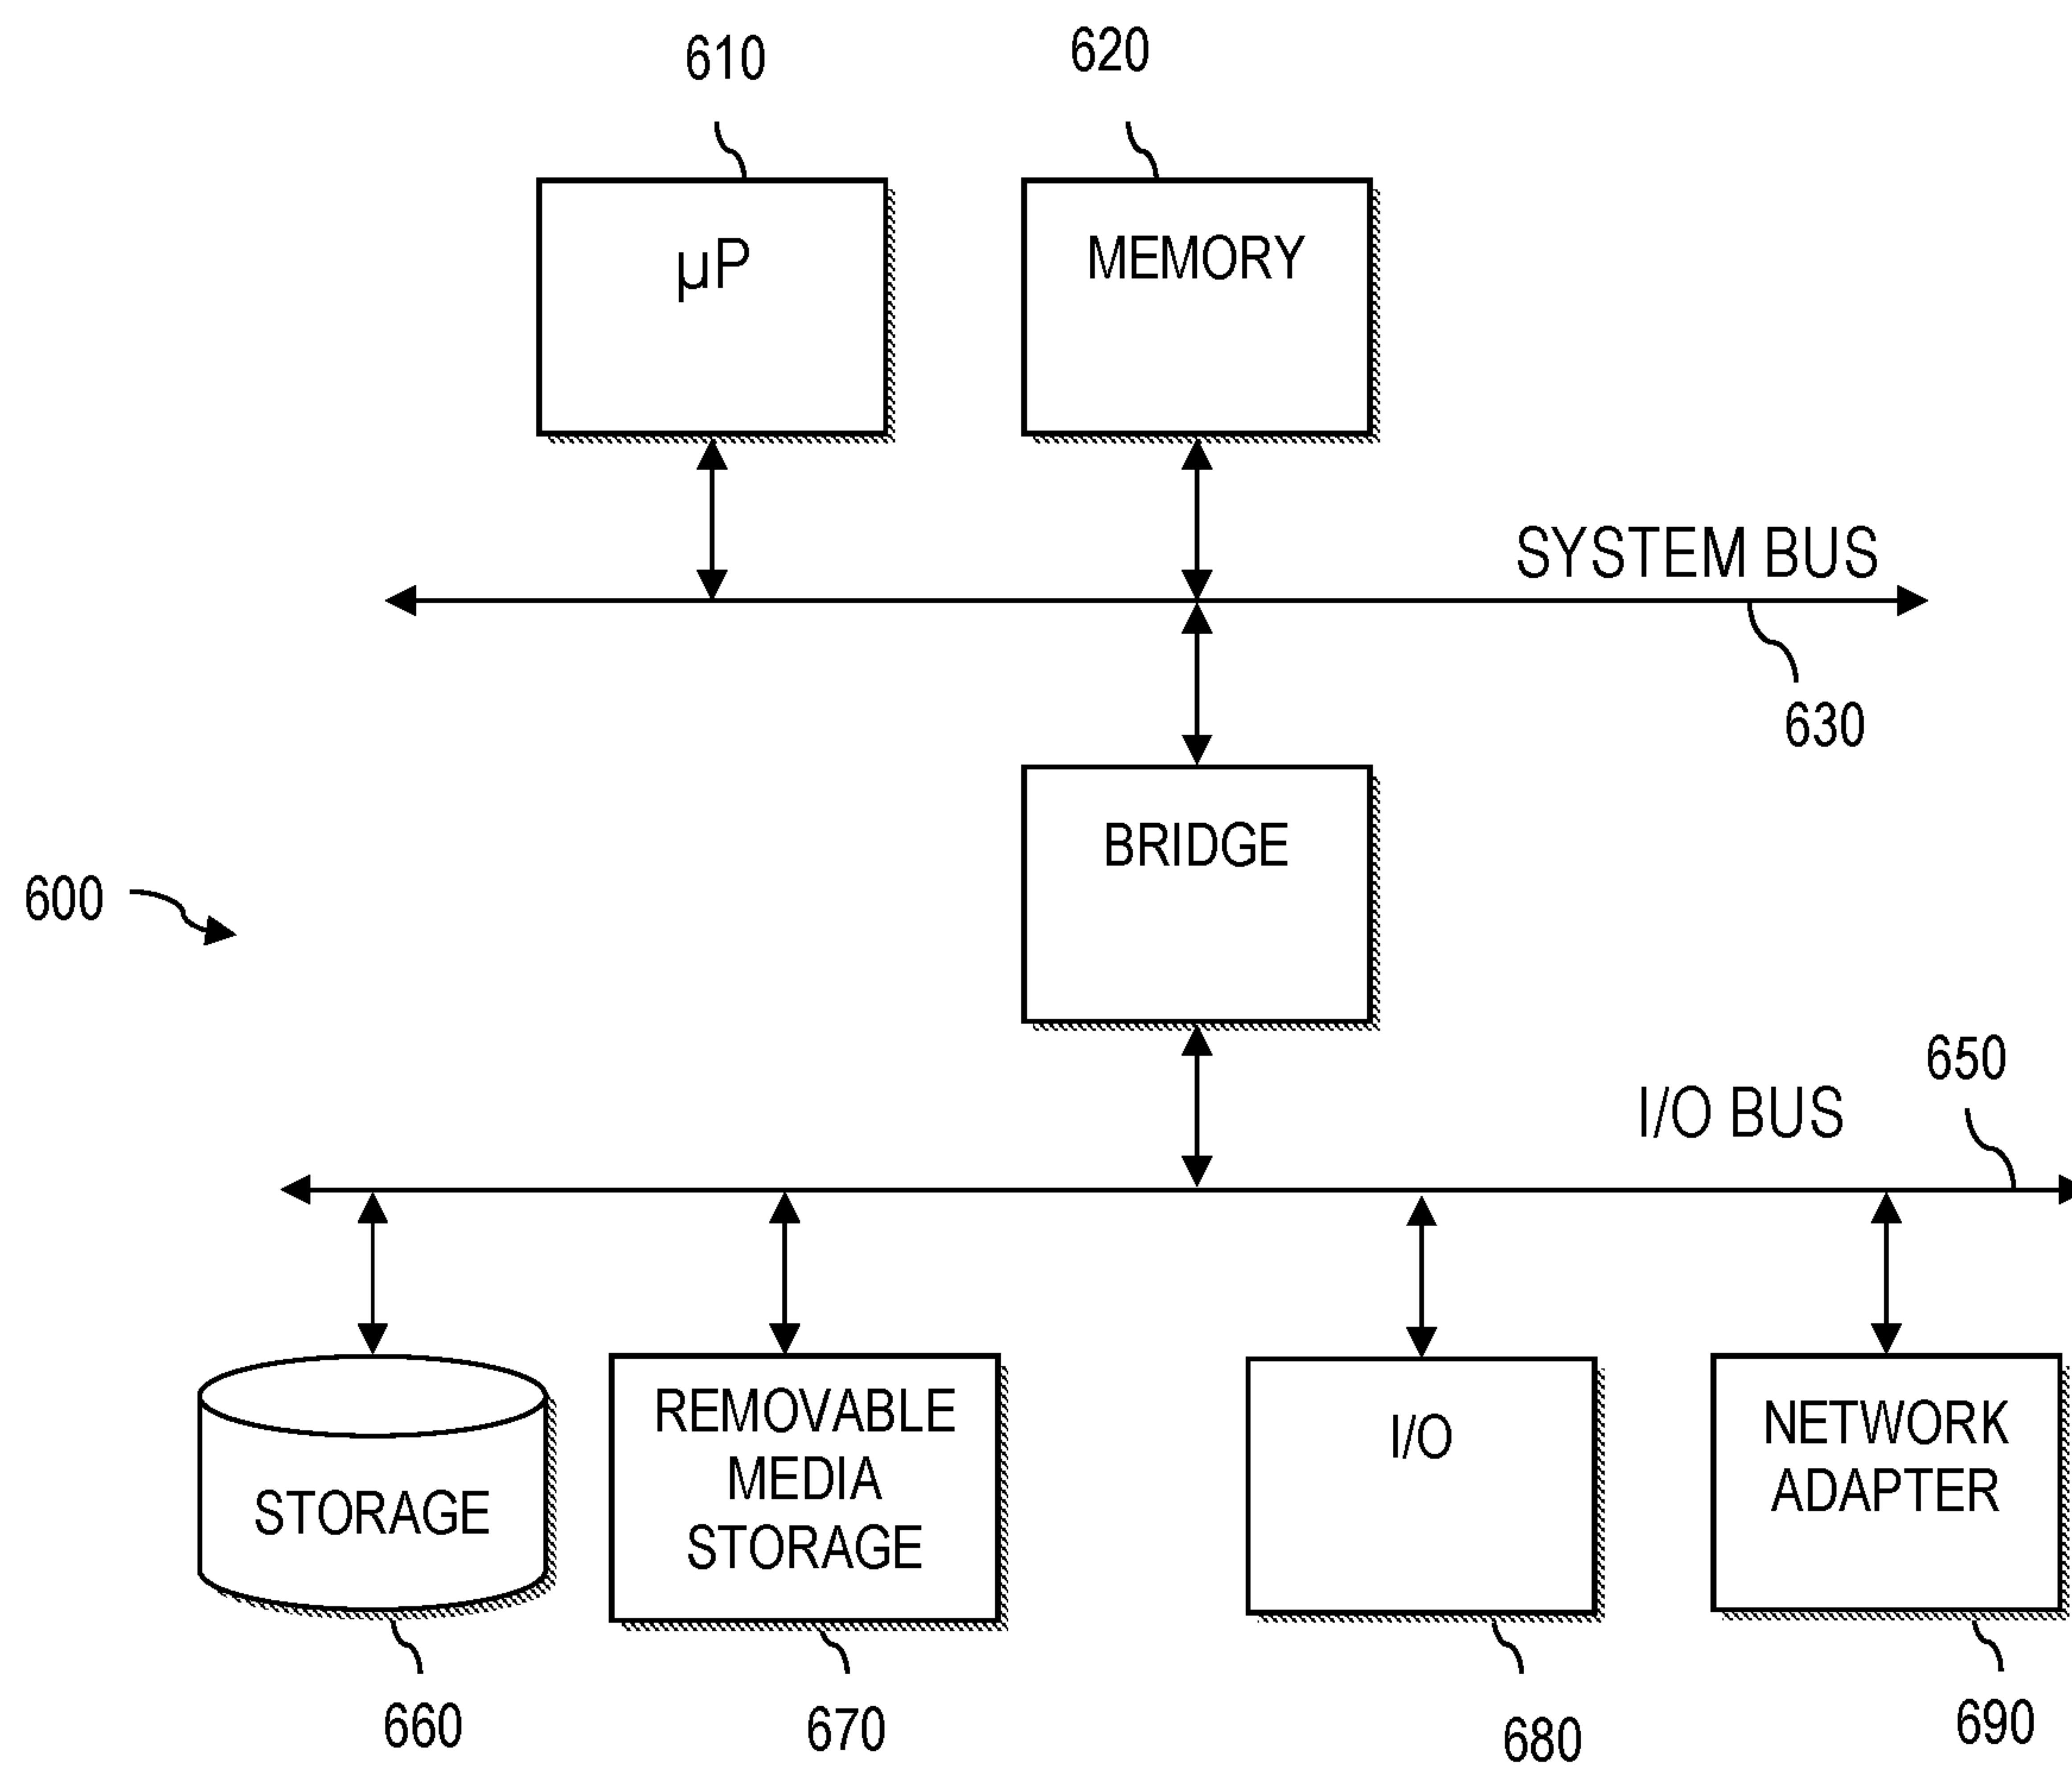 610
620
µP
MEMORY
SYSTEM BUS
630
BRIDGE
600
650
I/O BUS
STORAGE
REMOVABLE
MEDIA
STORAGE
I/O
NETWORK
ADAPTER
660
670
680
690